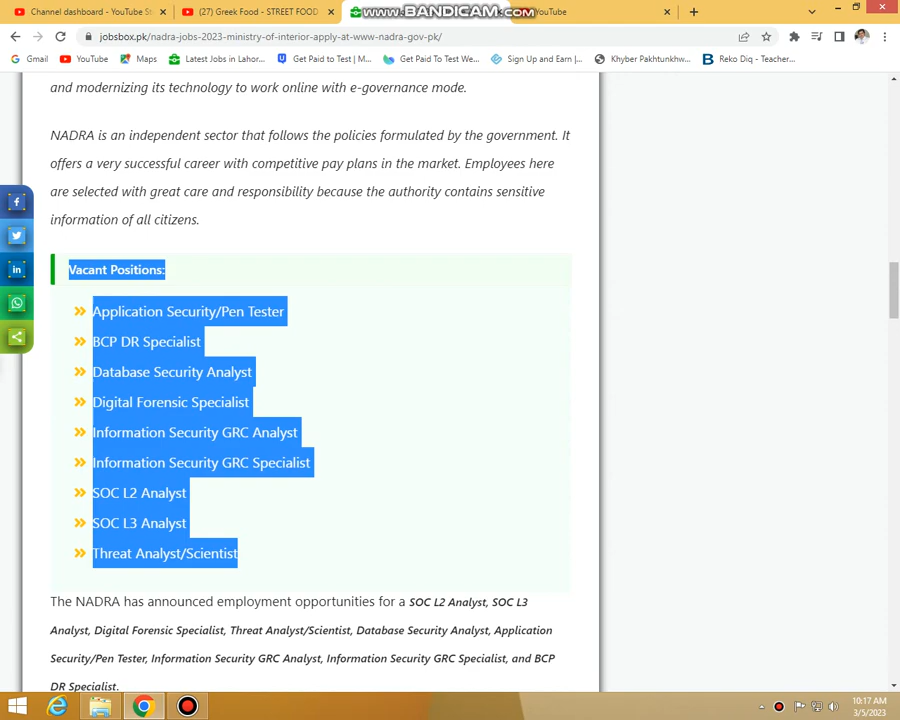 Channel dashboard - YouTube St
(27) Greek Food - STREET FOOD
www.BANDICAM.com
YouTube
jobsbox.pk/nadra-jobs-2023-ministry-of-interior-apply-at-www-nadra-gov-pk/
Gmail
YouTube
Maps
Latest Jobs in Lahor...
Get Paid to Test | M...
Get Paid To Test We...
Sign Up and Earn |...
Khyber Pakhtunkhw...
Reko Diq - Teacher...
and modernizing its technology to work online with e-governance mode.
NADRA is an independent sector that follows the policies formulated by the government. It
offers a very successful career with competitive pay plans in the market. Employees here
are selected with great care and responsibility because the authority contains sensitive
information of all citizens.
Vacant Positions:
Application Security/Pen Tester
BCP DR Specialist
Database Security Analyst
Digital Forensic Specialist
Information Security GRC Analyst
Information Security GRC Specialist
SOC L2 Analyst
SOC L3 Analyst
Threat Analyst/Scientist
The NADRA has announced employment opportunities for a SOC L2 Analyst, SOC L3
Analyst, Digital Forensic Specialist, Threat Analyst/Scientist, Database Security Analyst, Application
Security/Pen Tester, Information Security GRC Analyst, Information Security GRC Specialist, and BCP
DR Specialist.
10:17 AM
3/5/2023